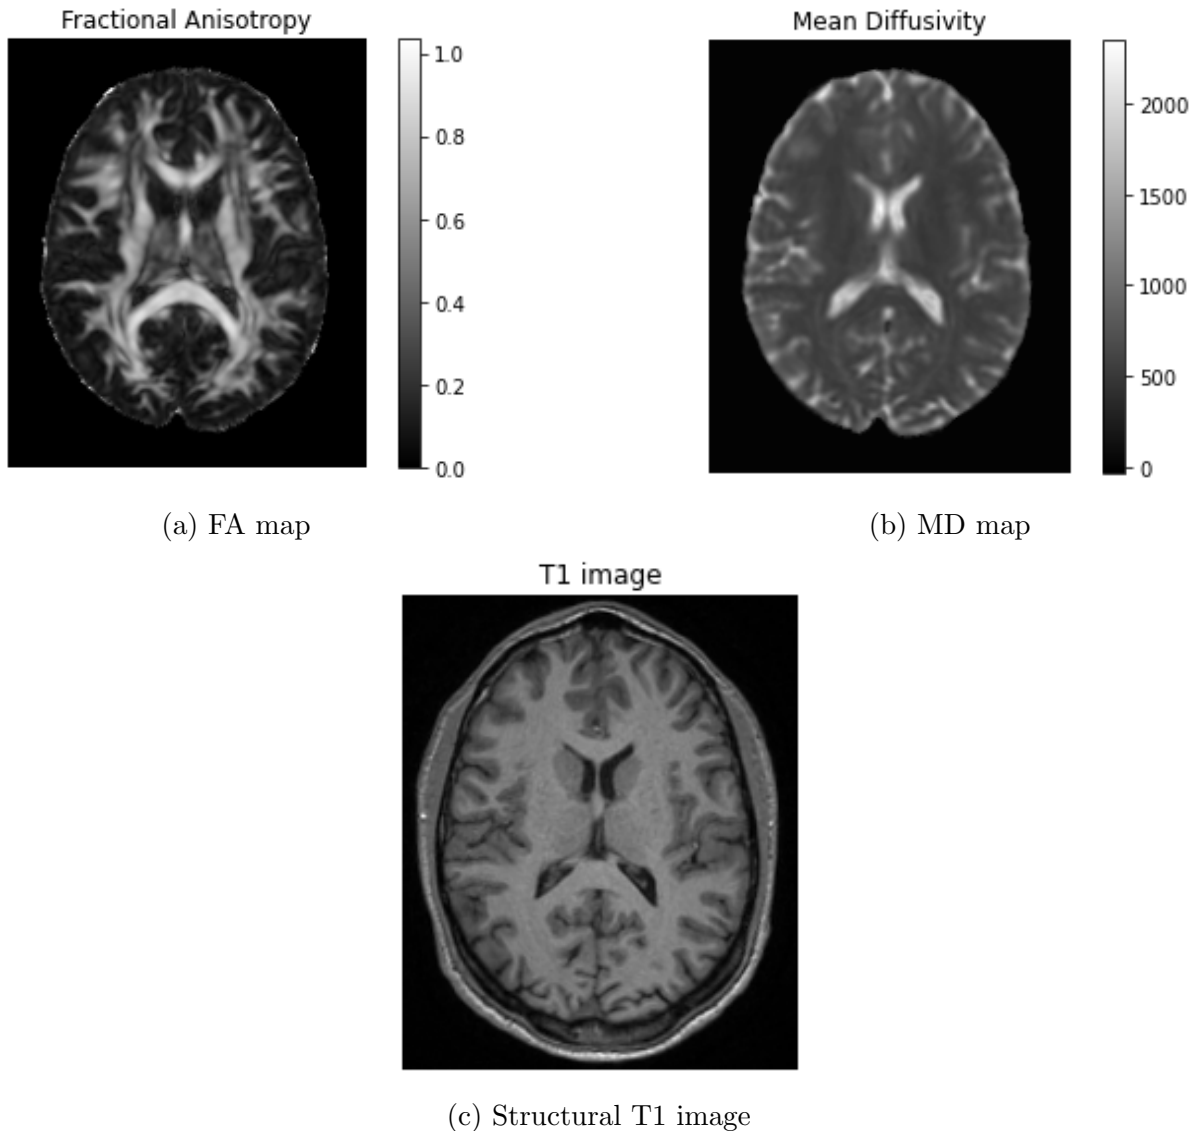 Fractional Anisotropy
1.0
0.8
0.6
0.4
0.2
0.0
(a) FA map
Mean Diffusivity
2000
1500
1000
500
0
(b) MD map
T1 image
(c) Structural T1 image